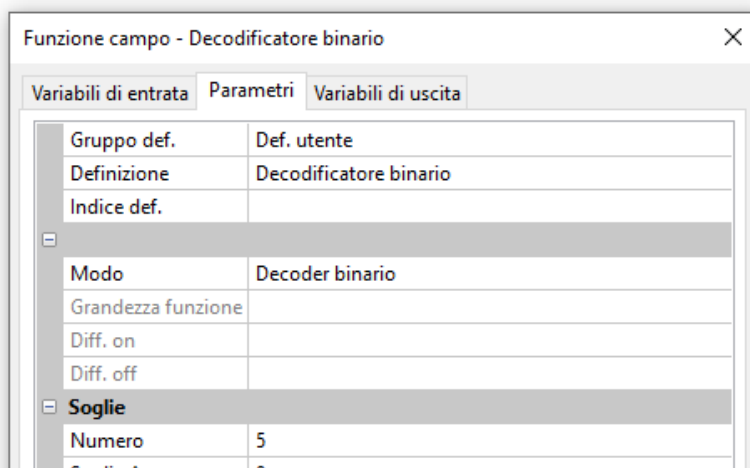 Funzione campo - Decodificatore binario
Variabili di entrata Parametri Variabili di uscita
Gruppo def. Def. utente
Definizione Decodificatore binario
Indice def.
Modo Decoder binario
Grandezza funzione
Diff. on
Diff. off
Soglie
Numero 5